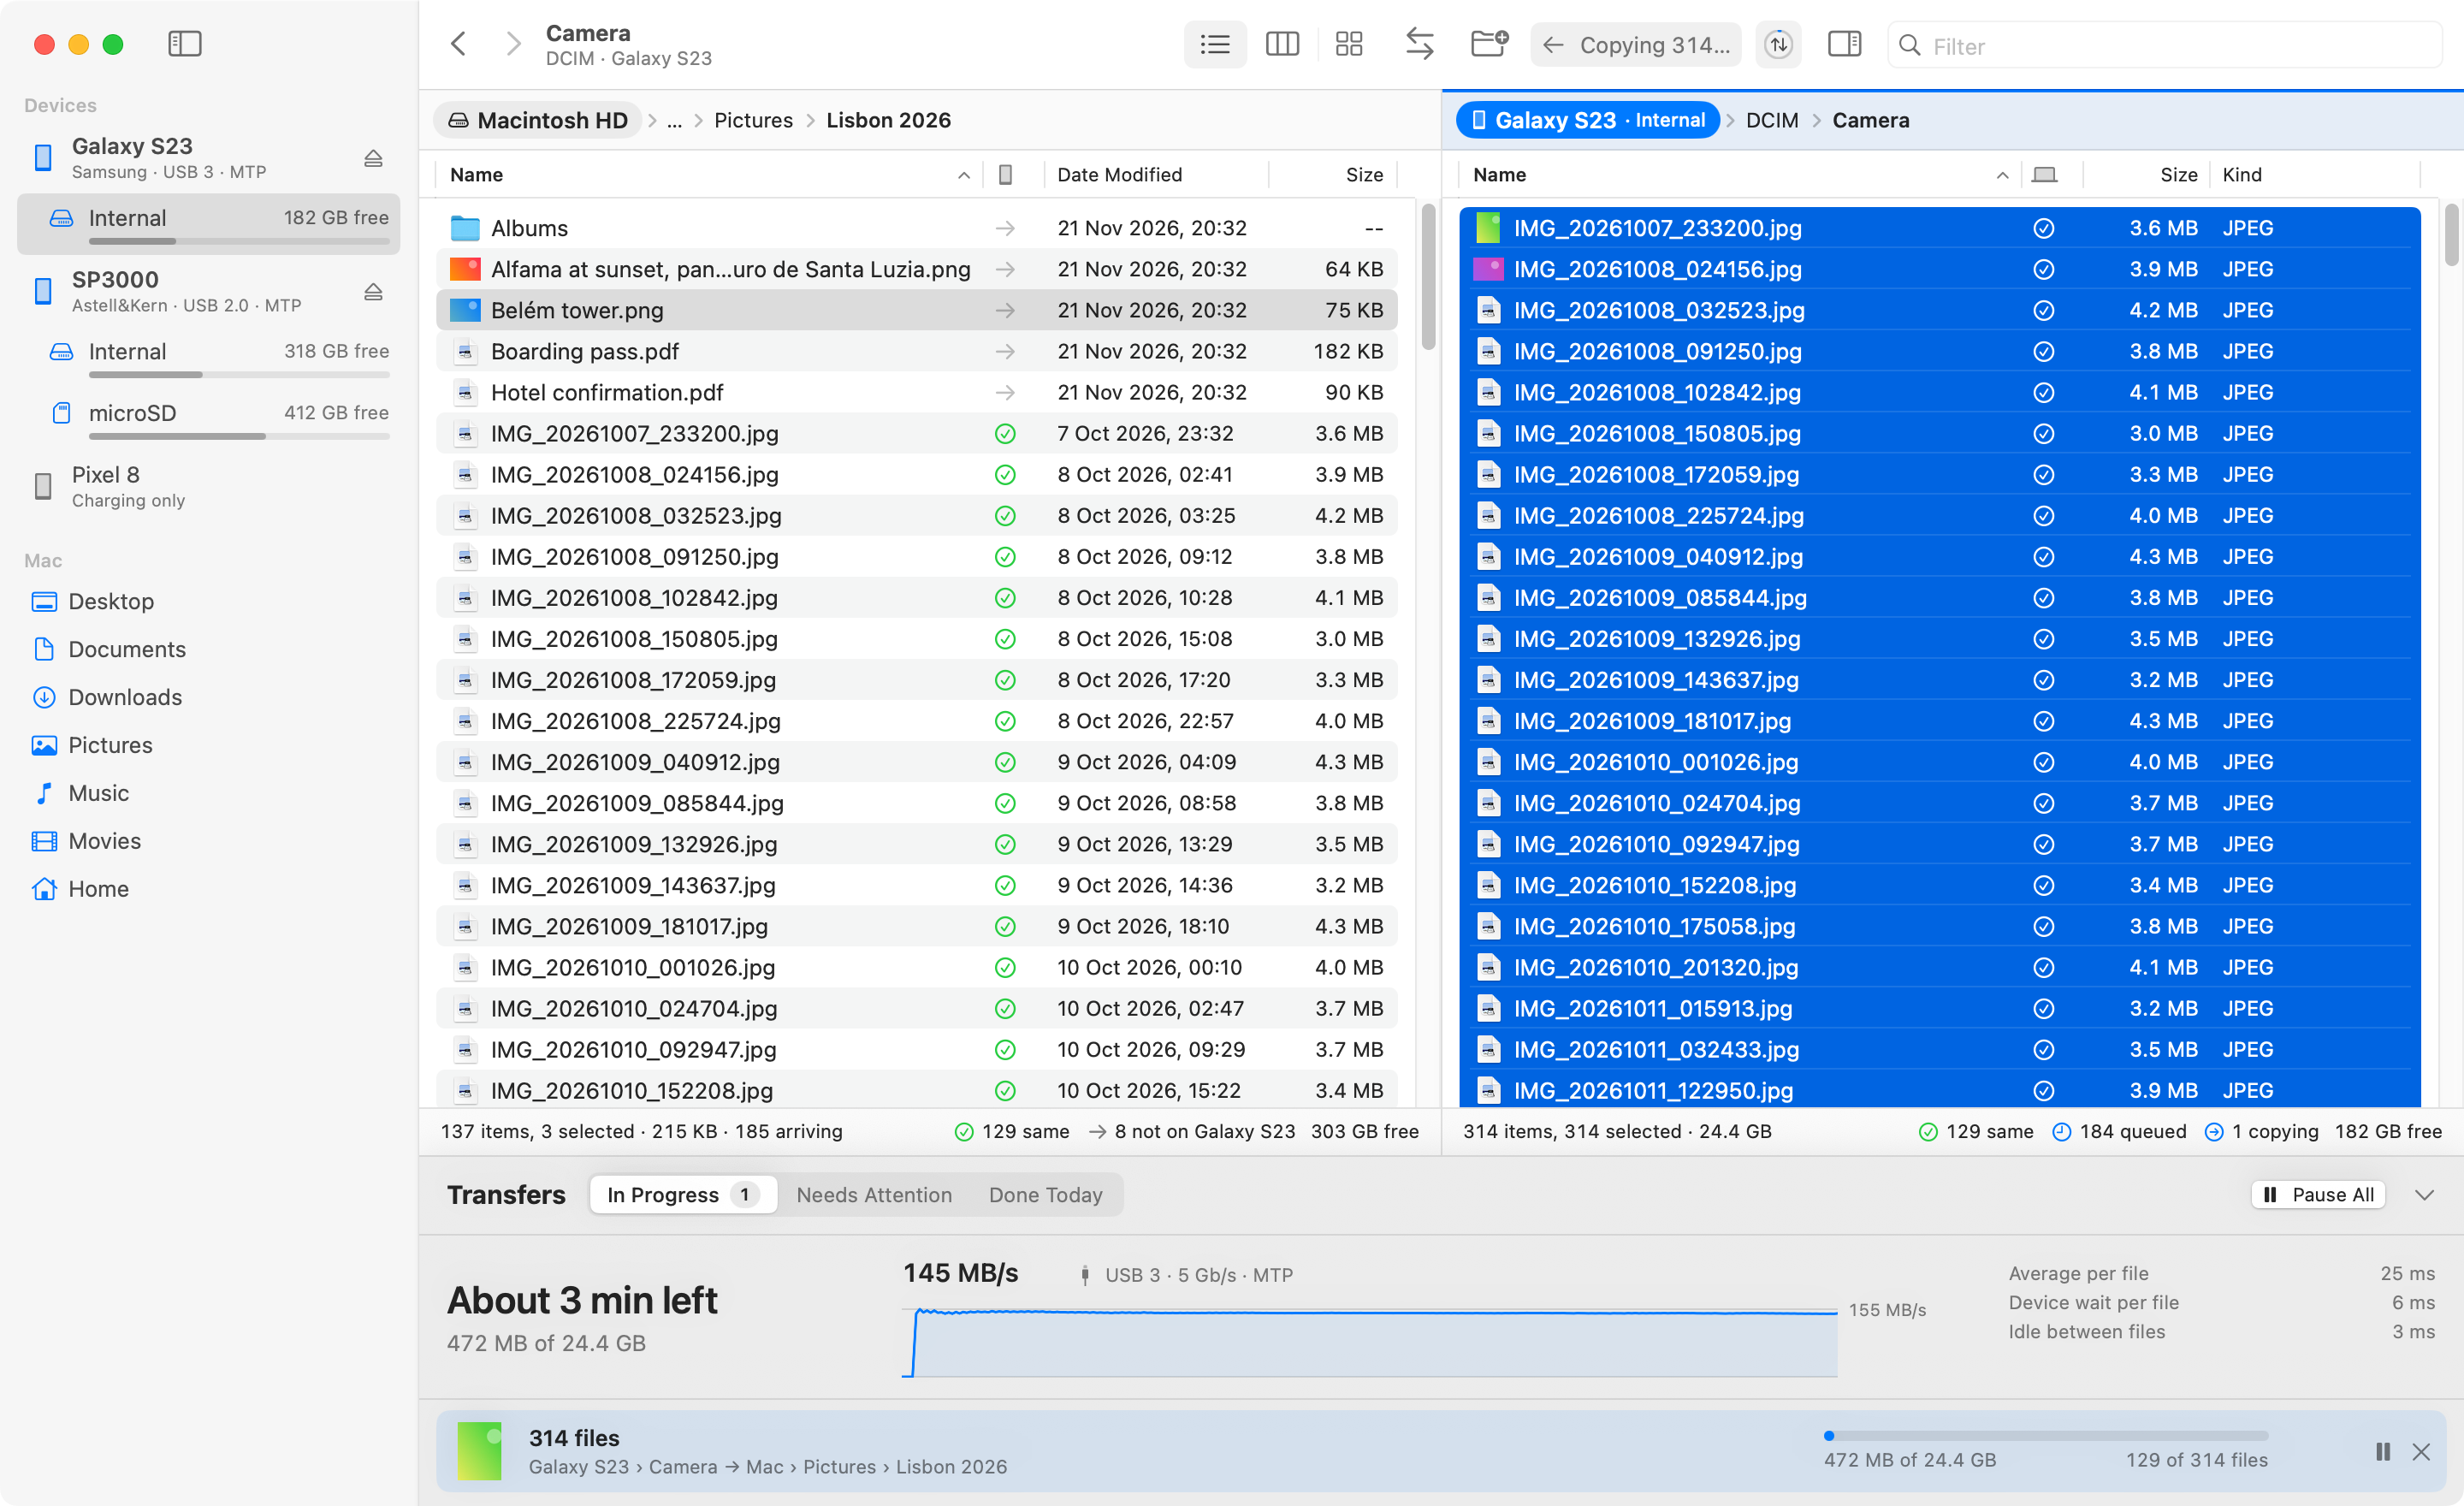 Camera
DCIM · Galaxy S23
Copying 314...
Filter
Devices
Galaxy S23
Samsung · USB 3 · MTP
Internal 182 GB free
SP3000
Astell&Kern · USB 2.0 · MTP
Internal 318 GB free
microSD 412 GB free
Pixel 8
Charging only
Mac
Desktop
Documents
Downloads
Pictures
Music
Movies
Home
Macintosh HD › ... › Pictures › Lisbon 2026
Name Date Modified Size
Albums 21 Nov 2026, 20:32 --
Alfama at sunset, pan...uro de Santa Luzia.png 21 Nov 2026, 20:32 64 KB
Belém tower.png 21 Nov 2026, 20:32 75 KB
Boarding pass.pdf 21 Nov 2026, 20:32 182 KB
Hotel confirmation.pdf 21 Nov 2026, 20:32 90 KB
IMG_20261007_233200.jpg 7 Oct 2026, 23:32 3.6 MB
IMG_20261008_024156.jpg 8 Oct 2026, 02:41 3.9 MB
IMG_20261008_032523.jpg 8 Oct 2026, 03:25 4.2 MB
IMG_20261008_091250.jpg 8 Oct 2026, 09:12 3.8 MB
IMG_20261008_102842.jpg 8 Oct 2026, 10:28 4.1 MB
IMG_20261008_150805.jpg 8 Oct 2026, 15:08 3.0 MB
IMG_20261008_172059.jpg 8 Oct 2026, 17:20 3.3 MB
IMG_20261008_225724.jpg 8 Oct 2026, 22:57 4.0 MB
IMG_20261009_040912.jpg 9 Oct 2026, 04:09 4.3 MB
IMG_20261009_085844.jpg 9 Oct 2026, 08:58 3.8 MB
IMG_20261009_132926.jpg 9 Oct 2026, 13:29 3.5 MB
IMG_20261009_143637.jpg 9 Oct 2026, 14:36 3.2 MB
IMG_20261009_181017.jpg 9 Oct 2026, 18:10 4.3 MB
IMG_20261010_001026.jpg 10 Oct 2026, 00:10 4.0 MB
IMG_20261010_024704.jpg 10 Oct 2026, 02:47 3.7 MB
IMG_20261010_092947.jpg 10 Oct 2026, 09:29 3.7 MB
IMG_20261010_152208.jpg 10 Oct 2026, 15:22 3.4 MB
137 items, 3 selected · 215 KB · 185 arriving 129 same → 8 not on Galaxy S23 303 GB free
Galaxy S23 · Internal › DCIM › Camera
Name Size Kind
IMG_20261007_233200.jpg 3.6 MB JPEG
IMG_20261008_024156.jpg 3.9 MB JPEG
IMG_20261008_032523.jpg 4.2 MB JPEG
IMG_20261008_091250.jpg 3.8 MB JPEG
IMG_20261008_102842.jpg 4.1 MB JPEG
IMG_20261008_150805.jpg 3.0 MB JPEG
IMG_20261008_172059.jpg 3.3 MB JPEG
IMG_20261008_225724.jpg 4.0 MB JPEG
IMG_20261009_040912.jpg 4.3 MB JPEG
IMG_20261009_085844.jpg 3.8 MB JPEG
IMG_20261009_132926.jpg 3.5 MB JPEG
IMG_20261009_143637.jpg 3.2 MB JPEG
IMG_20261009_181017.jpg 4.3 MB JPEG
IMG_20261010_001026.jpg 4.0 MB JPEG
IMG_20261010_024704.jpg 3.7 MB JPEG
IMG_20261010_092947.jpg 3.7 MB JPEG
IMG_20261010_152208.jpg 3.4 MB JPEG
IMG_20261010_175058.jpg 3.8 MB JPEG
IMG_20261010_201320.jpg 4.1 MB JPEG
IMG_20261011_015913.jpg 3.2 MB JPEG
IMG_20261011_032433.jpg 3.5 MB JPEG
IMG_20261011_122950.jpg 3.9 MB JPEG
314 items, 314 selected · 24.4 GB 129 same 184 queued 1 copying 182 GB free
Transfers In Progress 1 Needs Attention Done Today Pause All
About 3 min left
472 MB of 24.4 GB
145 MB/s USB 3 · 5 Gb/s · MTP
155 MB/s
Average per file 25 ms
Device wait per file 6 ms
Idle between files 3 ms
314 files
Galaxy S23 › Camera → Mac › Pictures › Lisbon 2026
472 MB of 24.4 GB 129 of 314 files